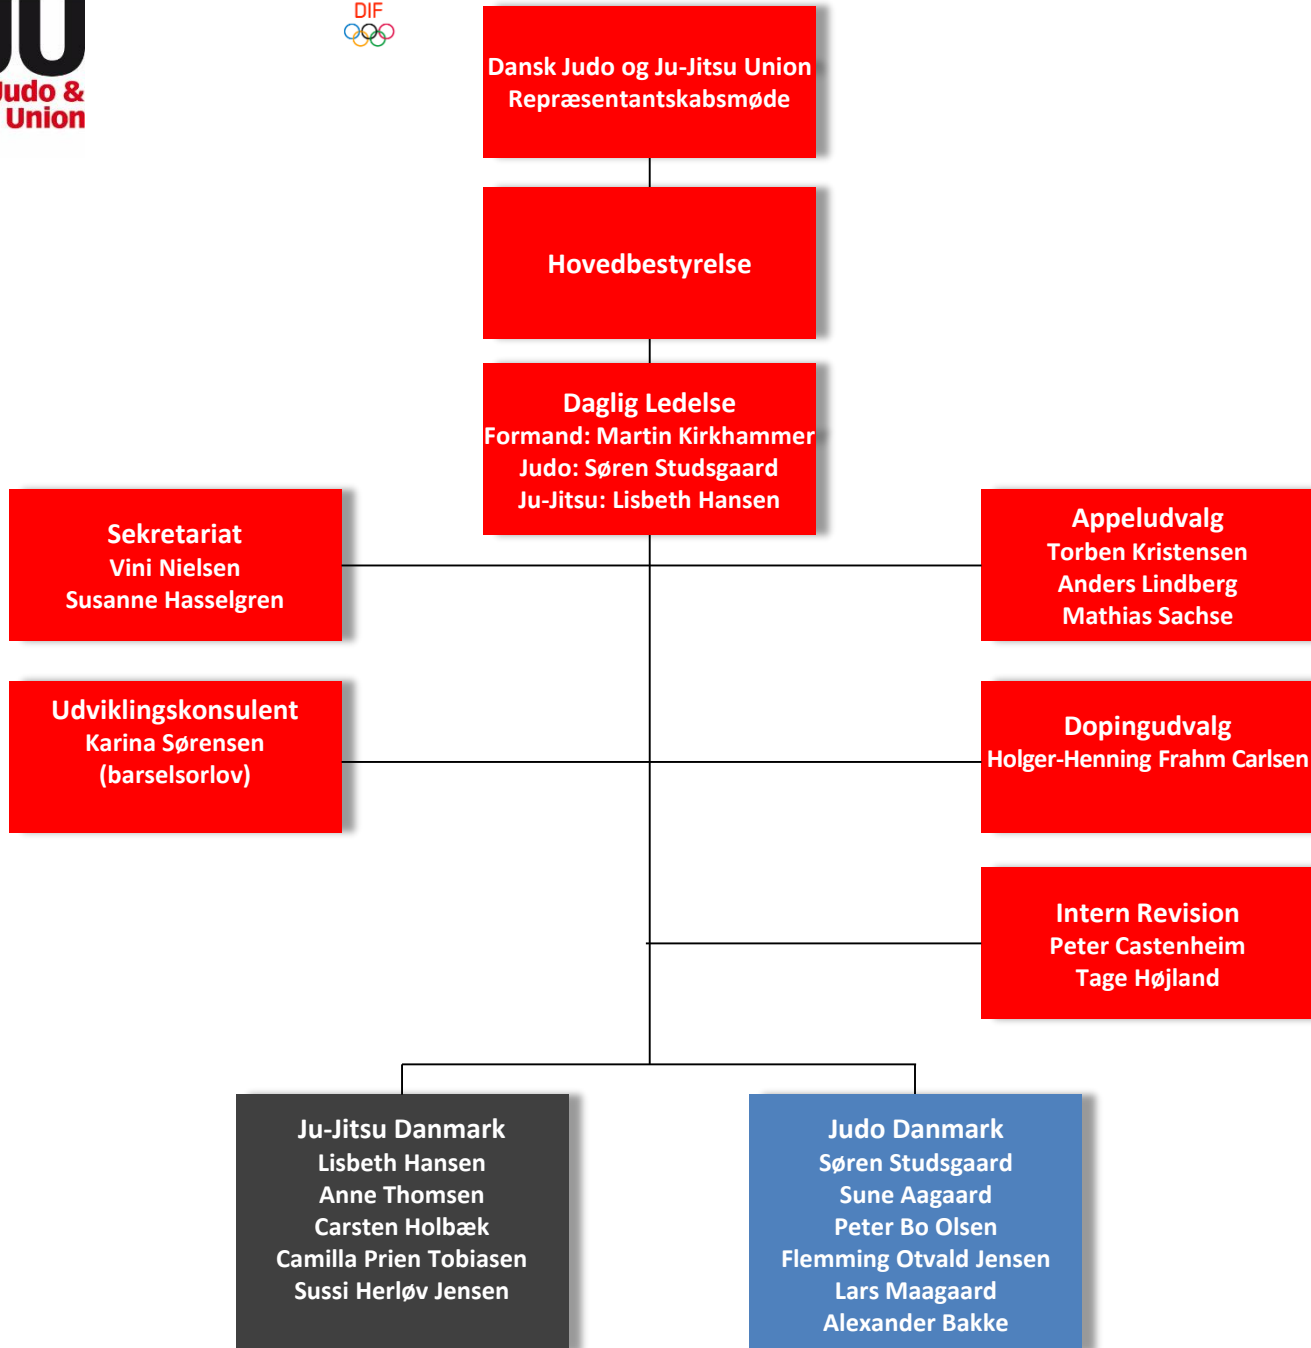 JU
Judo &
Union
DIF
Dansk Judo og Ju-Jitsu Union
Repræsentantskabsmøde
Hovedbestyrelse
Daglig Ledelse
Formand: Martin Kirkhammer
Judo: Søren Studsgaard
Ju-Jitsu: Lisbeth Hansen
Sekretariat
Vini Nielsen
Susanne Hasselgren
Appeludvalg
Torben Kristensen
Anders Lindberg
Mathias Sachse
Udviklingskonsulent
Karina Sørensen
(barselsorlov)
Dopingudvalg
Holger-Henning Frahm Carlsen
Intern Revision
Peter Castenheim
Tage Højland
Ju-Jitsu Danmark
Lisbeth Hansen
Anne Thomsen
Carsten Holbæk
Camilla Prien Tobiasen
Sussi Herløv Jensen
Judo Danmark
Søren Studsgaard
Sune Aagaard
Peter Bo Olsen
Flemming Otvald Jensen
Lars Maagaard
Alexander Bakke